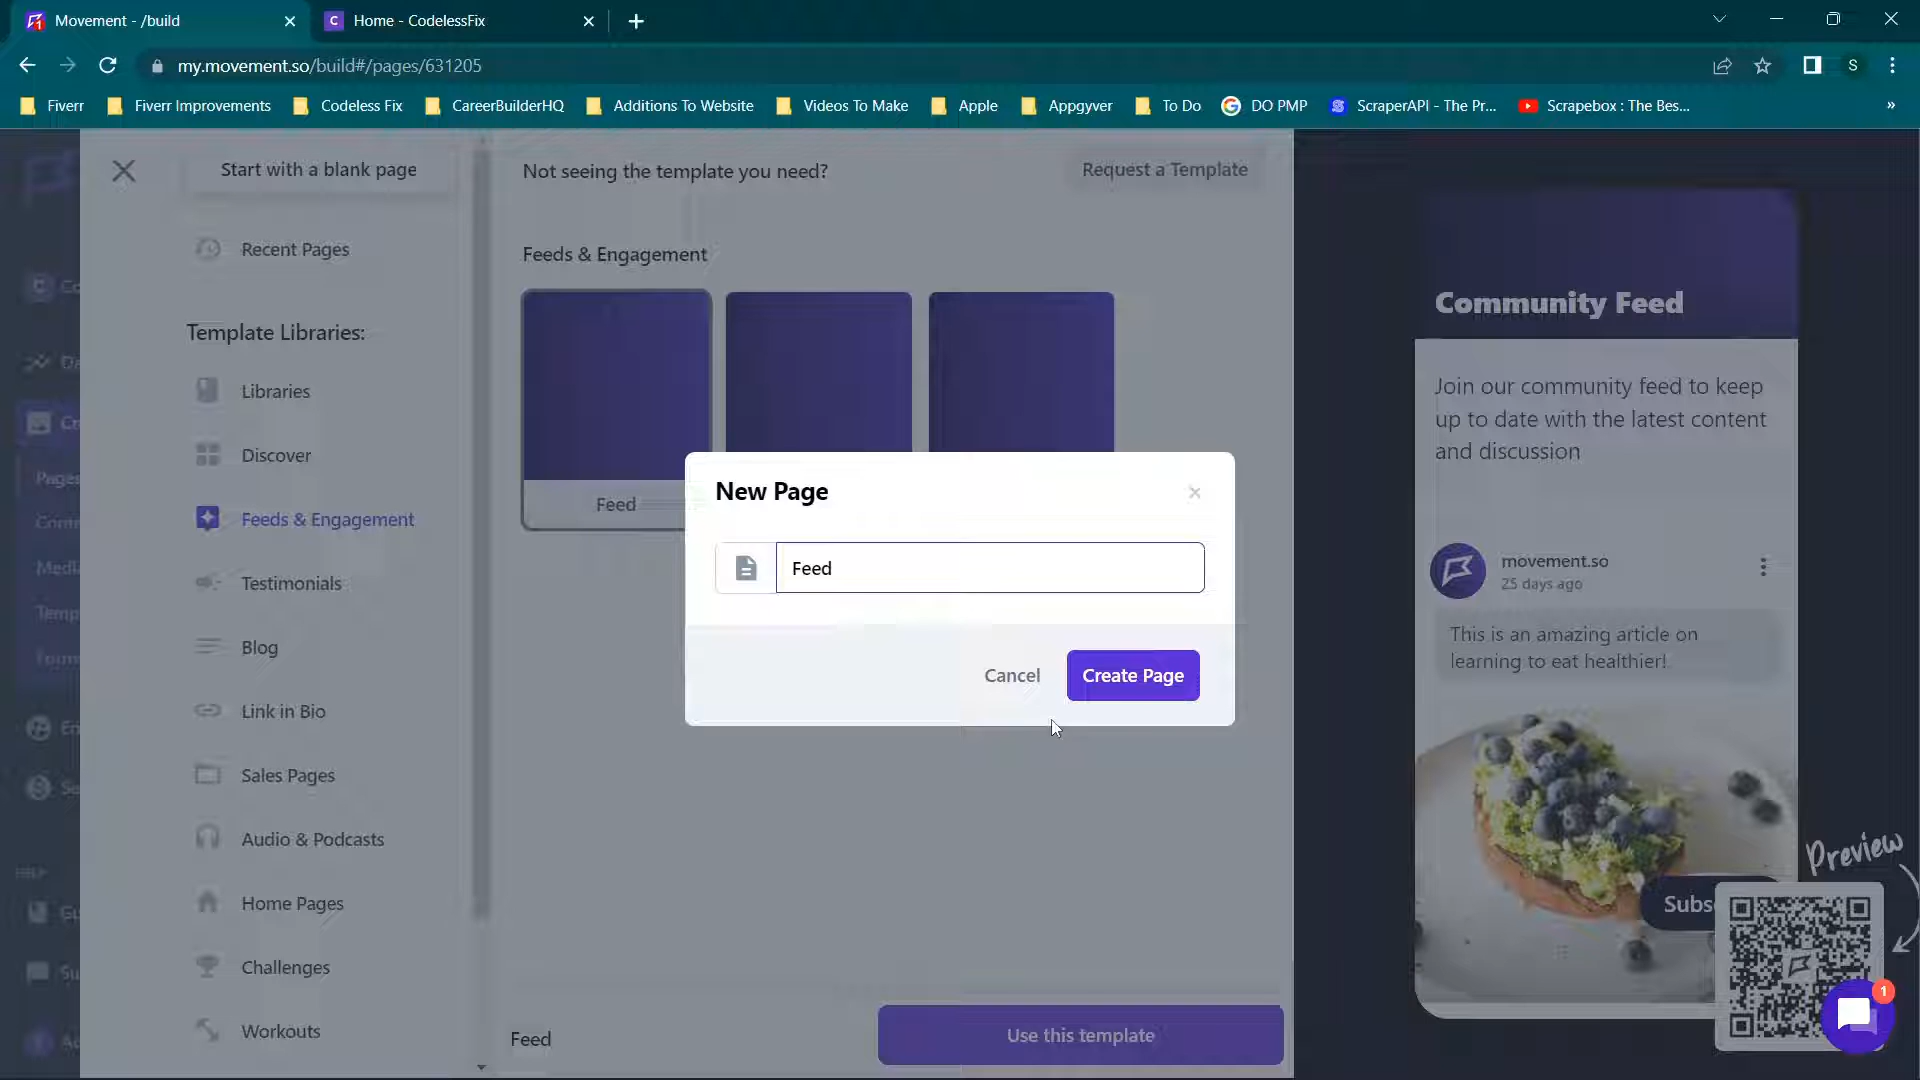 Movement - /build
Home - CodelessFix
my.movement.so/build#/pages/631205
S
Fiverr
Fiverr Improvements
Codeless Fix
CareerBuilderHQ
Additions To Website
Videos To Make
Apple
Appgyver
To Do
DO PMP
ScraperAPI - The Pr...
Scrapebox : The Bes...
Start with a blank page
Not seeing the template you need?
Request a Template
Recent Pages
Feeds & Engagement
Template Libraries:
Libraries
Discover
Feeds & Engagement
Testimonials
Blog
Link in Bio
Sales Pages
Audio & Podcasts
Home Pages
Challenges
Workouts
Pages
HELP
Feed
New Page
Feed
Cancel
Create Page
Feed
Use this template
Community Feed
Join our community feed to keep
up to date with the latest content
and discussion
movement.so
25 days ago
This is an amazing article on
learning to eat healthier!
Preview
1